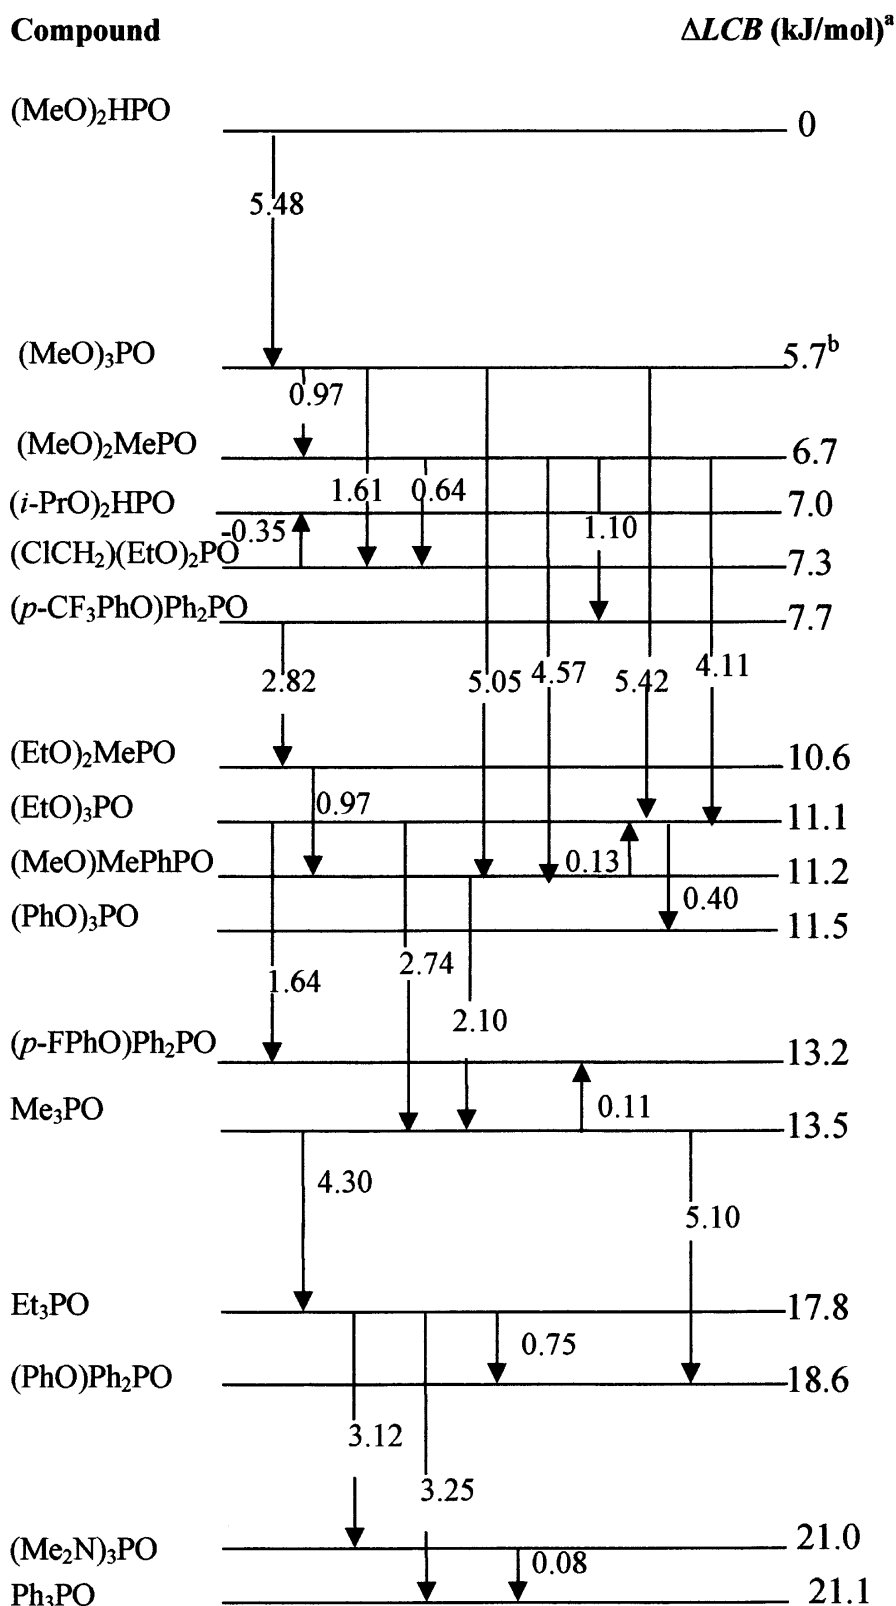 Compound ΔLCB (kJ/mol)ᵃ
(MeO)₂HPO 0
5.48
(MeO)₃PO 5.7ᵇ
0.97
(MeO)₂MePO 6.7
1.61 0.64
(i-PrO)₂HPO 7.0
-0.35 1.10
(ClCH₂)(EtO)₂PO 7.3
(p-CF₃PhO)Ph₂PO 7.7
2.82 5.05 4.57 5.42 4.11
(EtO)₂MePO 10.6
0.97
(EtO)₃PO 11.1
(MeO)MePhPO 0.13 11.2
0.40
(PhO)₃PO 11.5
1.64 2.74
2.10
(p-FPhO)Ph₂PO 13.2
0.11
Me₃PO 13.5
4.30
5.10
Et₃PO 17.8
0.75
(PhO)Ph₂PO 18.6
3.12
3.25
(Me₂N)₃PO 21.0
0.08
Ph₃PO 21.1